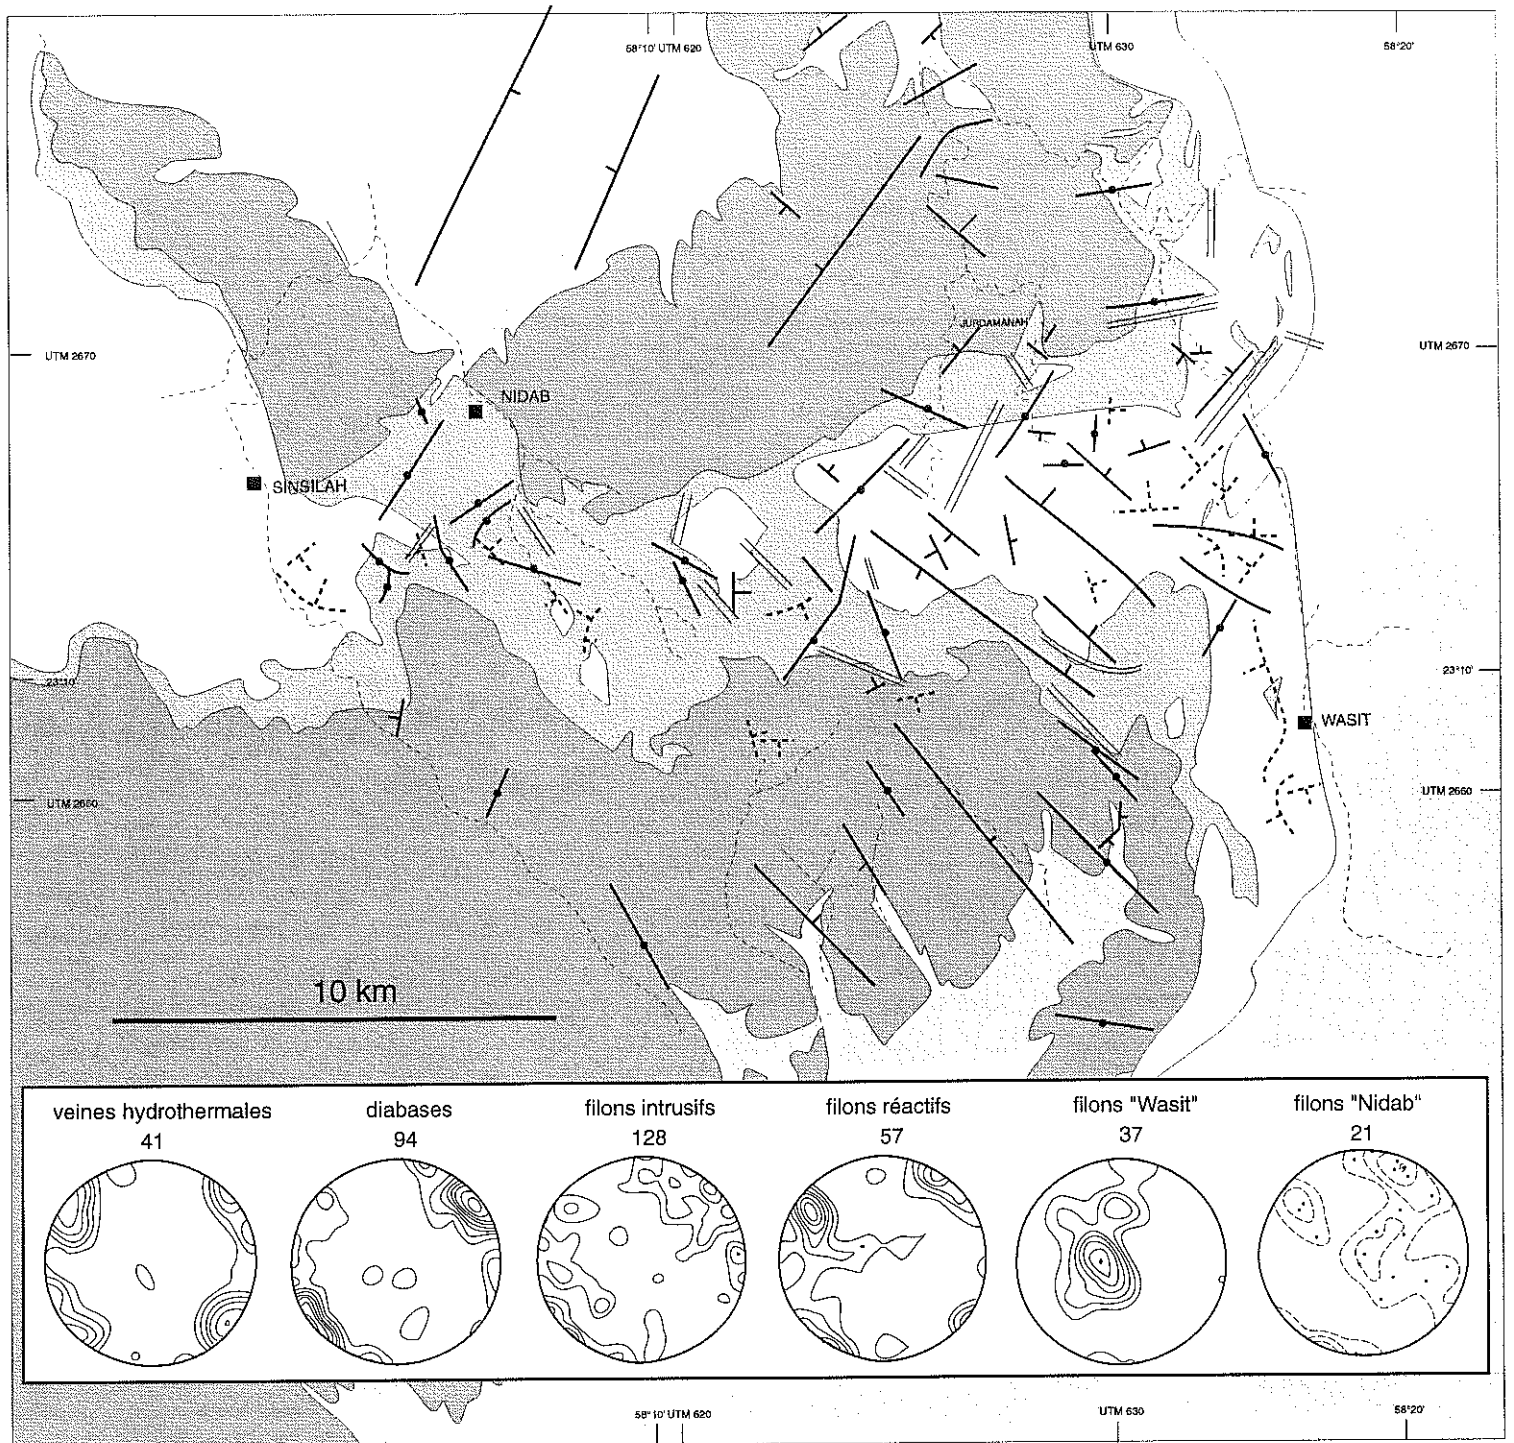 58°10' UTM 620
UTM 630
58°20'
JURDAMANAH
UTM 2670
UTM 2670
NIDAB
SINSILAH
23°10'
23°10'
WASIT
UTM 2660
UTM 2660
10 km
veines hydrothermales
41
diabases
94
filons intrusifs
128
filons réactifs
57
filons "Wasit"
37
filons "Nidab"
21
58°10' UTM 620
UTM 630
58°20'